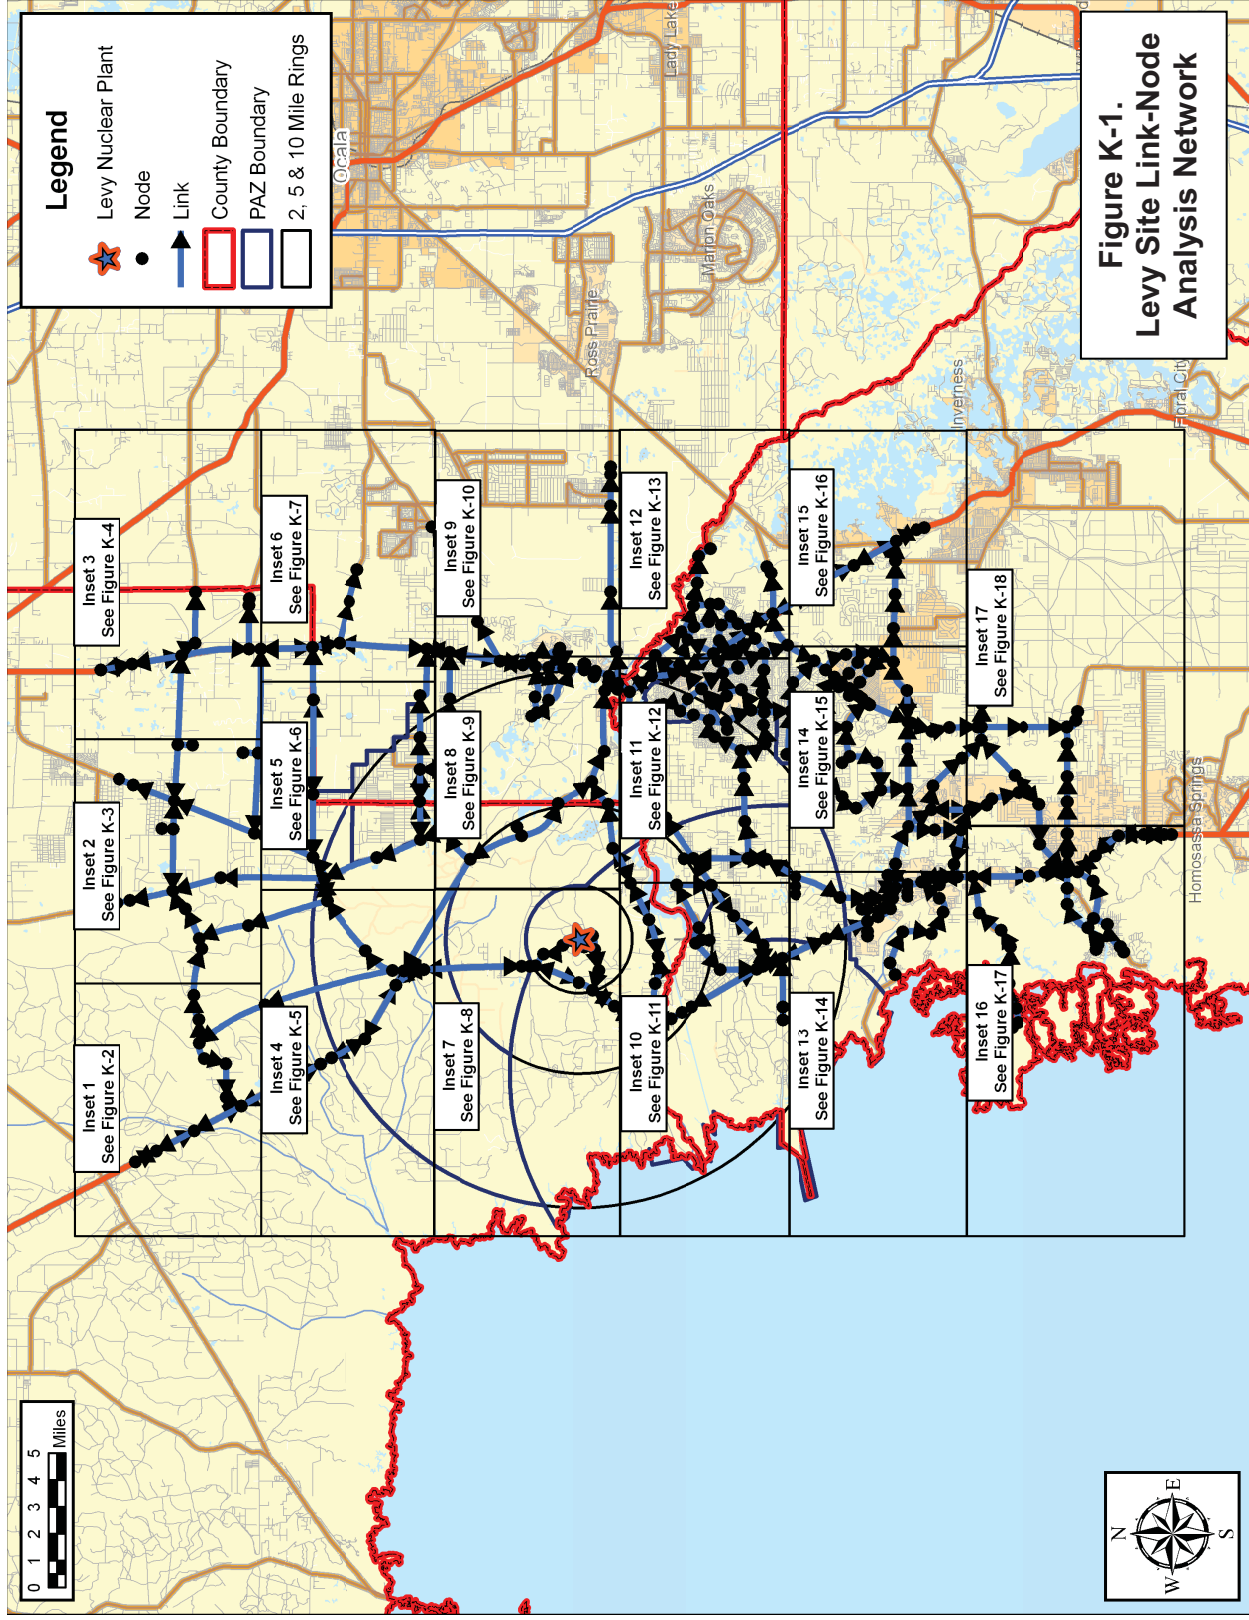 Legend
Levy Nuclear Plant
Node
Link
County Boundary
PAZ Boundary
2, 5 & 10 Mile Rings
Figure K-1.
Levy Site Link-Node
Analysis Network
0 1 2 3 4 5
Miles
N
W
E
S
Inset 1
See Figure K-2
Inset 2
See Figure K-3
Inset 3
See Figure K-4
Inset 4
See Figure K-5
Inset 5
See Figure K-6
Inset 6
See Figure K-7
Inset 7
See Figure K-8
Inset 8
See Figure K-9
Inset 9
See Figure K-10
Inset 10
See Figure K-11
Inset 11
See Figure K-12
Inset 12
See Figure K-13
Inset 13
See Figure K-14
Inset 14
See Figure K-15
Inset 15
See Figure K-16
Inset 16
See Figure K-17
Inset 17
See Figure K-18
Ocala
Lady Lake
Marion Oaks
Ross Prairie
Inverness
Floral City
Homosassa Springs